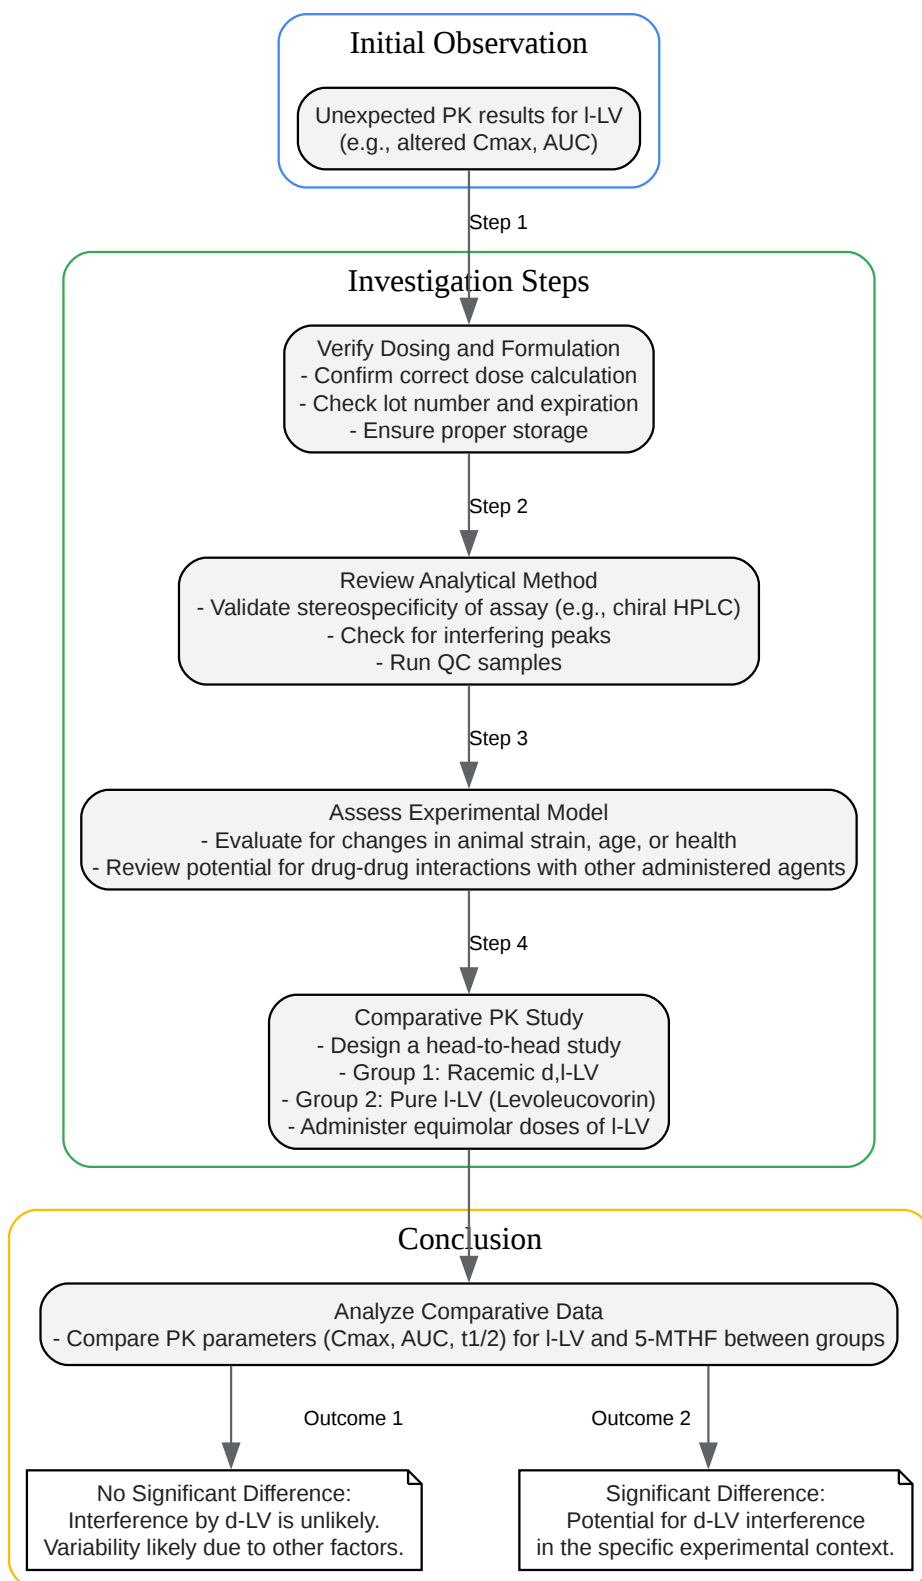 Initial Observation
Unexpected PK results for l-LV
(e.g., altered Cmax, AUC)
Step 1
Investigation Steps
Verify Dosing and Formulation
- Confirm correct dose calculation
- Check lot number and expiration
- Ensure proper storage
Step 2
Review Analytical Method
- Validate stereospecificity of assay (e.g., chiral HPLC)
- Check for interfering peaks
- Run QC samples
Step 3
Assess Experimental Model
- Evaluate for changes in animal strain, age, or health
- Review potential for drug-drug interactions with other administered agents
Step 4
Comparative PK Study
- Design a head-to-head study
- Group 1: Racemic d,l-LV
- Group 2: Pure l-LV (Levoleucovorin)
- Administer equimolar doses of l-LV
Conclusion
Analyze Comparative Data
- Compare PK parameters (Cmax, AUC, t1/2) for l-LV and 5-MTHF between groups
Outcome 1
Outcome 2
No Significant Difference:
Interference by d-LV is unlikely.
Variability likely due to other factors.
Significant Difference:
Potential for d-LV interference
in the specific experimental context.